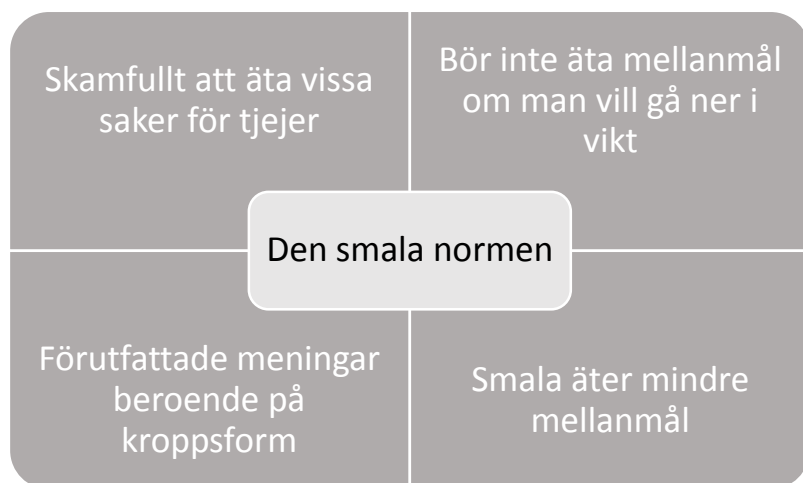 Skamfullt att äta vissa
saker för tjejer
Bör inte äta mellanmål
om man vill gå ner i
vikt
Den smala normen
Förutfattade meningar
beroende på
kroppsform
Smala äter mindre
mellanmål